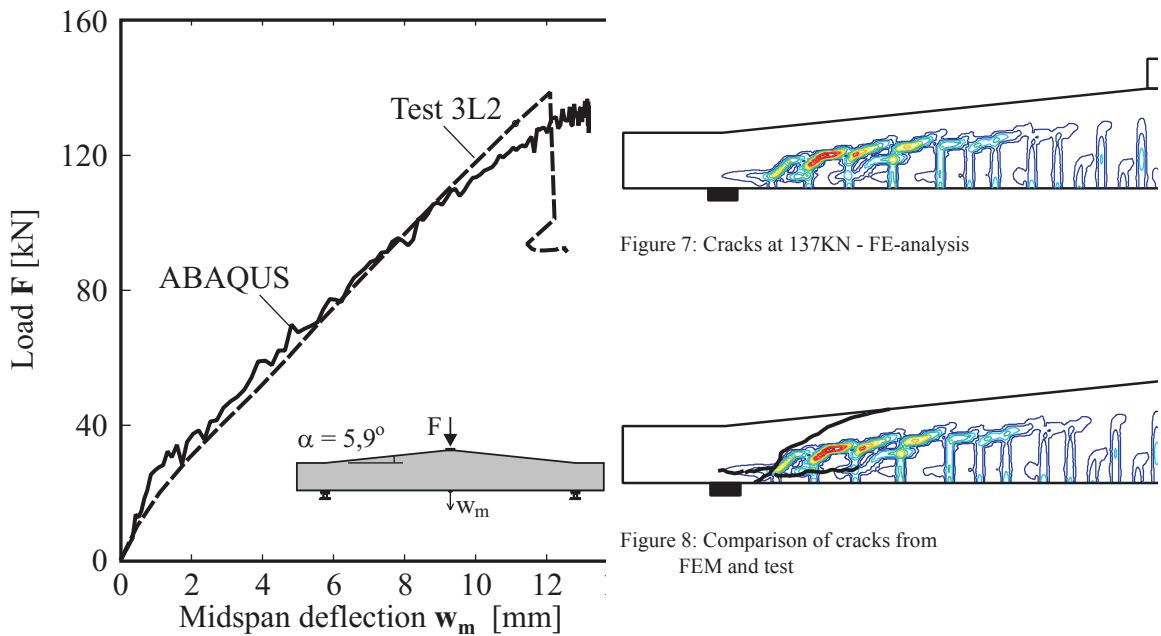 160
120
80
40
0
Load F [kN]
Test 3L2
ABAQUS
α = 5,9°
F
wm
0
2
4
6
8
10
12
Midspan deflection wm [mm]
Figure 7: Cracks at 137KN - FE-analysis
Figure 8: Comparison of cracks from
FEM and test